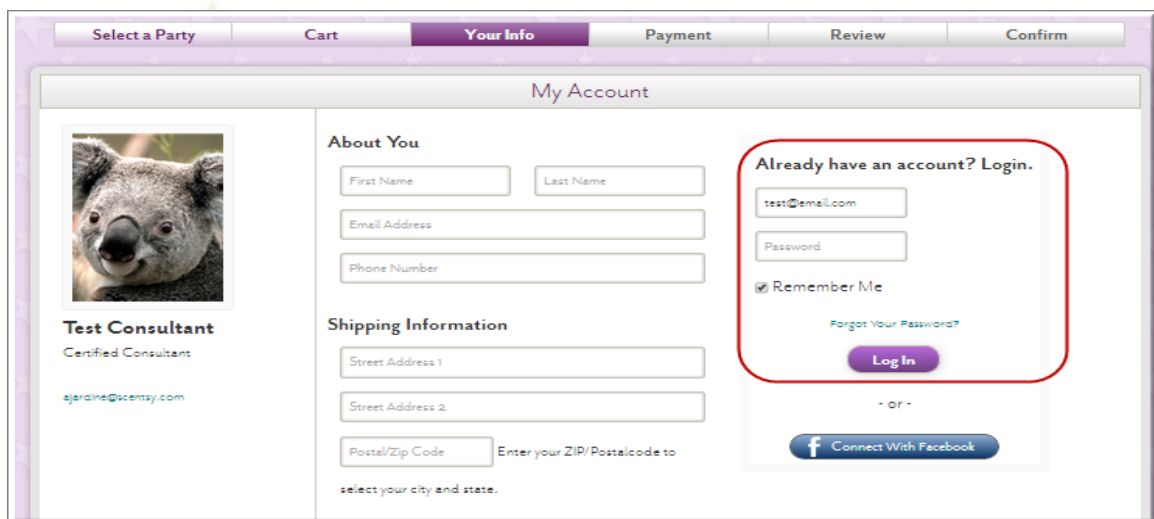 Select a Party Cart Your Info Payment Review Confirm
My Account
Test Consultant
Certified Consultant
ajardine@scentsy.com
About You
First Name Last Name
Email Address
Phone Number
Shipping Information
Street Address 1
Street Address 2
Postal/Zip Code Enter your ZIP/Postalcode to
select your city and state.
Already have an account? Login.
test@email.com
Password
Remember Me
Forgot Your Password?
Log In
- or -
f Connect With Facebook